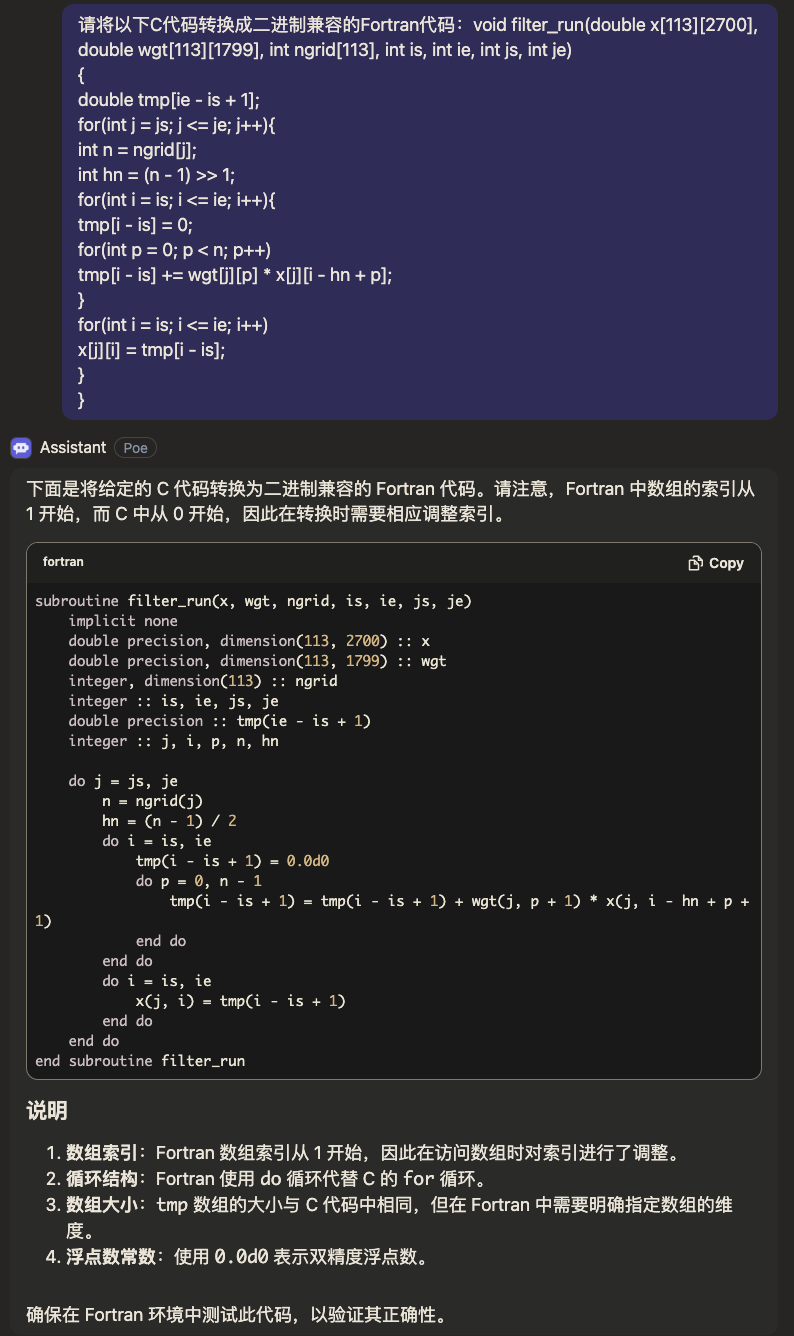 请将以下C代码转换成二进制兼容的Fortran代码：void filter_run(double x[113][2700],
double wgt[113][1799], int ngrid[113], int is, int ie, int js, int je)
{
double tmp[ie - is + 1];
for(int j = js; j <= je; j++){
int n = ngrid[j];
int hn = (n - 1) >> 1;
for(int i = is; i <= ie; i++){
tmp[i - is] = 0;
for(int p = 0; p < n; p++)
tmp[i - is] += wgt[j][p] * x[j][i - hn + p];
}
for(int i = is; i <= ie; i++)
x[j][i] = tmp[i - is];
}
}
Assistant Poe
下面是将给定的 C 代码转换为二进制兼容的 Fortran 代码。请注意，Fortran 中数组的索引从
1 开始，而 C 中从 0 开始，因此在转换时需要相应调整索引。
fortran Copy
subroutine filter_run(x, wgt, ngrid, is, ie, js, je)
    implicit none
    double precision, dimension(113, 2700) :: x
    double precision, dimension(113, 1799) :: wgt
    integer, dimension(113) :: ngrid
    integer :: is, ie, js, je
    double precision :: tmp(ie - is + 1)
    integer :: j, i, p, n, hn
    do j = js, je
        n = ngrid(j)
        hn = (n - 1) / 2
        do i = is, ie
            tmp(i - is + 1) = 0.0d0
            do p = 0, n - 1
                tmp(i - is + 1) = tmp(i - is + 1) + wgt(j, p + 1) * x(j, i - hn + p +
1)
            end do
        end do
        do i = is, ie
            x(j, i) = tmp(i - is + 1)
        end do
    end do
end subroutine filter_run
说明
1. 数组索引：Fortran 数组索引从 1 开始，因此在访问数组时对索引进行了调整。
2. 循环结构：Fortran 使用 do 循环代替 C 的 for 循环。
3. 数组大小：tmp 数组的大小与 C 代码中相同，但在 Fortran 中需要明确指定数组的维
度。
4. 浮点数常数：使用 0.0d0 表示双精度浮点数。
确保在 Fortran 环境中测试此代码，以验证其正确性。